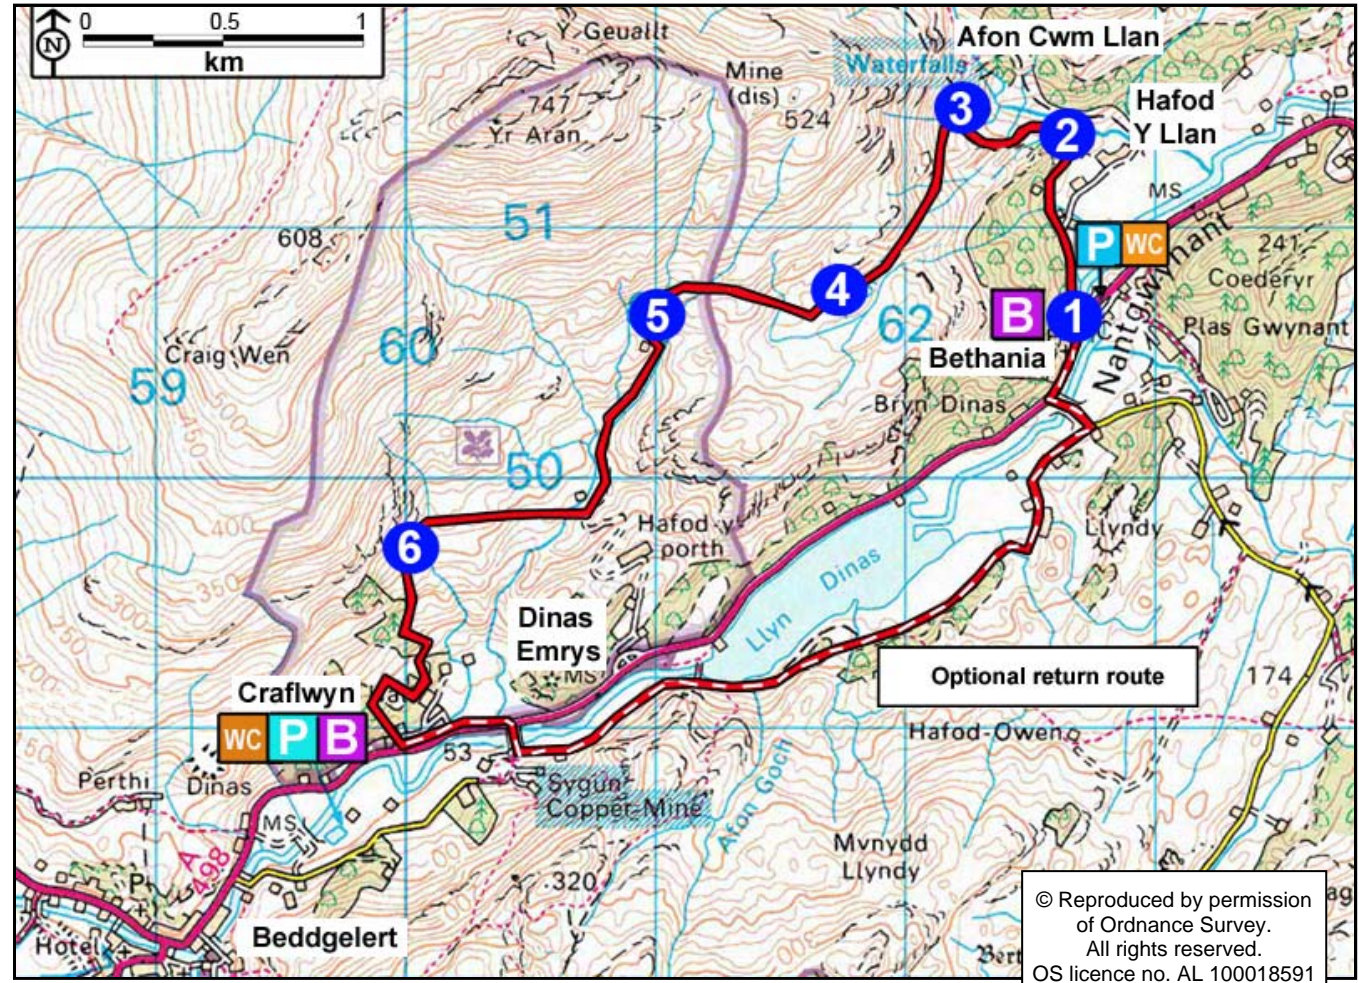 0 0.5 1
N
km
Y Geuallt
Afon Cwm Llan
Waterfalls
Mine
(dis)
747
Yr Aran
524
3
2
Hafod
Y Llan
MS
51
608
P WC
241
Coederyr
Nantgwynant
4
5
B
1
62
60
Craig Wen
59
Plas Gwynant
Bethania
Bryn Dinas
450
50
400
Hafod-y-
porth
Llyndy
6
350
300
Llyn Dinas
Dinas
Emrys
MS
Optional return route
174
Craflwyn
WC P B
53
Hafod-Owen
Perthi
Dinas
Sygun
Copper Mine
Afon Goch
MS
A 498
Mvnydd
Llyndy
P
320
Beddgelert
Hotel
© Reproduced by permission
of Ordnance Survey.
All rights reserved.
OS licence no. AL 100018591